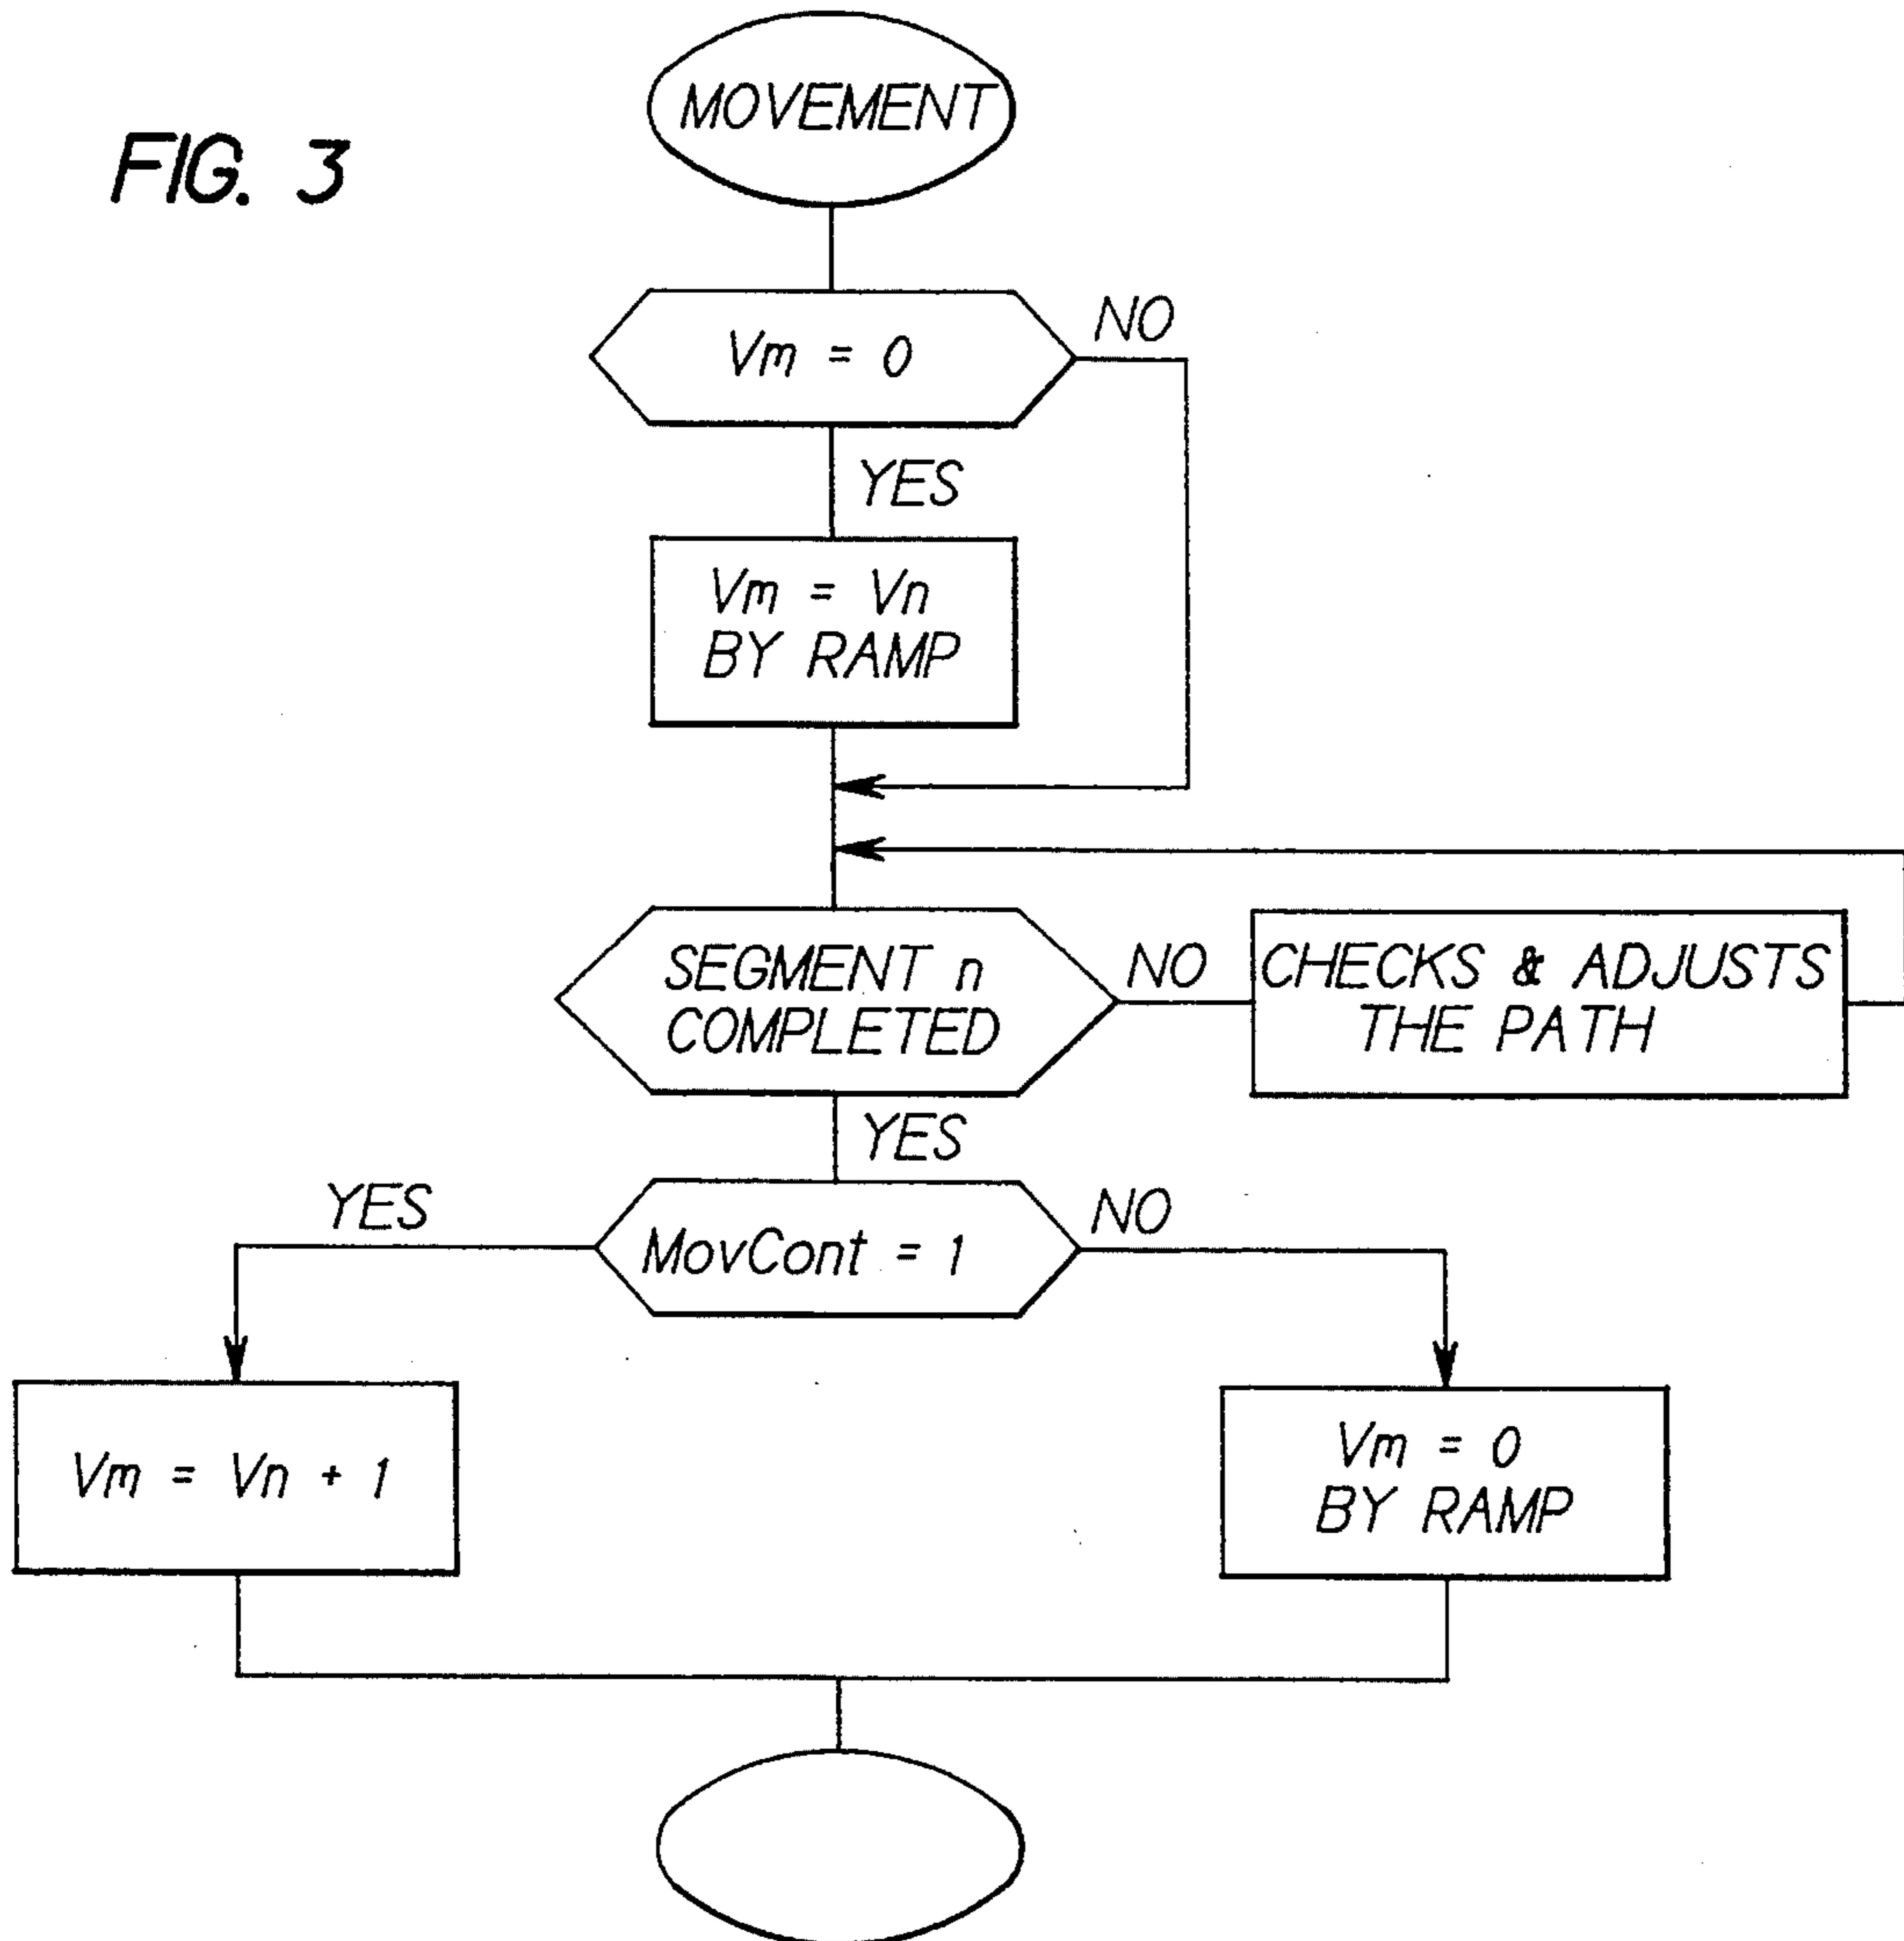 FIG. 3
MOVEMENT
Vm = 0
NO
YES
Vm = Vn
BY RAMP
SEGMENT n
COMPLETED
NO
CHECKS & ADJUSTS
THE PATH
YES
YES
MovCont = 1
NO
Vm = Vn + 1
Vm = 0
BY RAMP